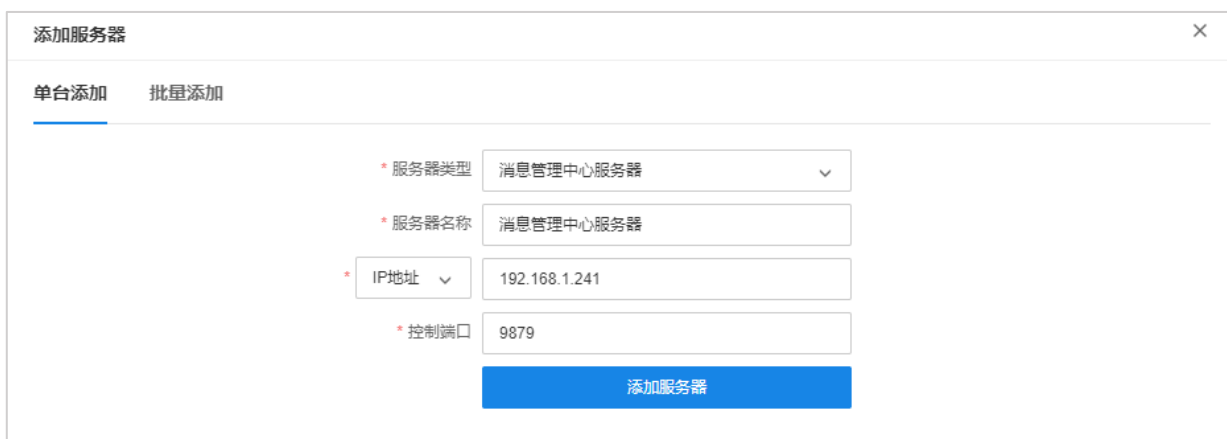 添加服务器
单台添加 批量添加
* 服务器类型 消息管理中心服务器
* 服务器名称 消息管理中心服务器
* IP地址 192.168.1.241
* 控制端口 9879
添加服务器